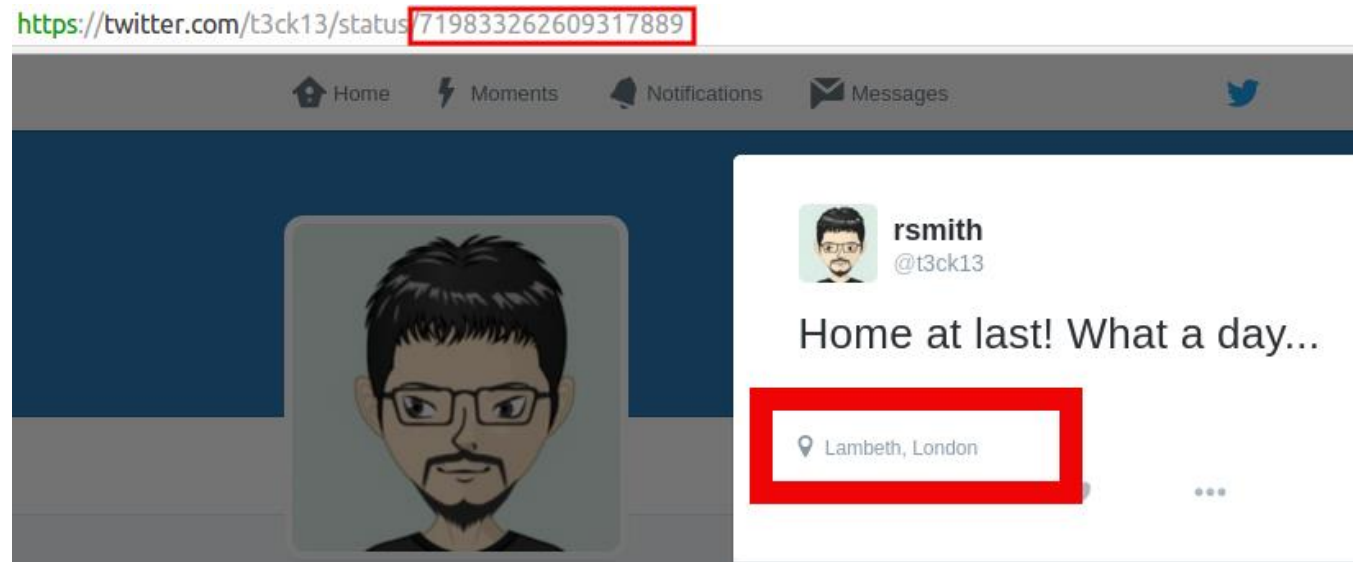 https://twitter.com/t3ck13/status/719833262609317889
Home Moments Notifications Messages
rsmith
@t3ck13
Home at last! What a day...
Lambeth, London